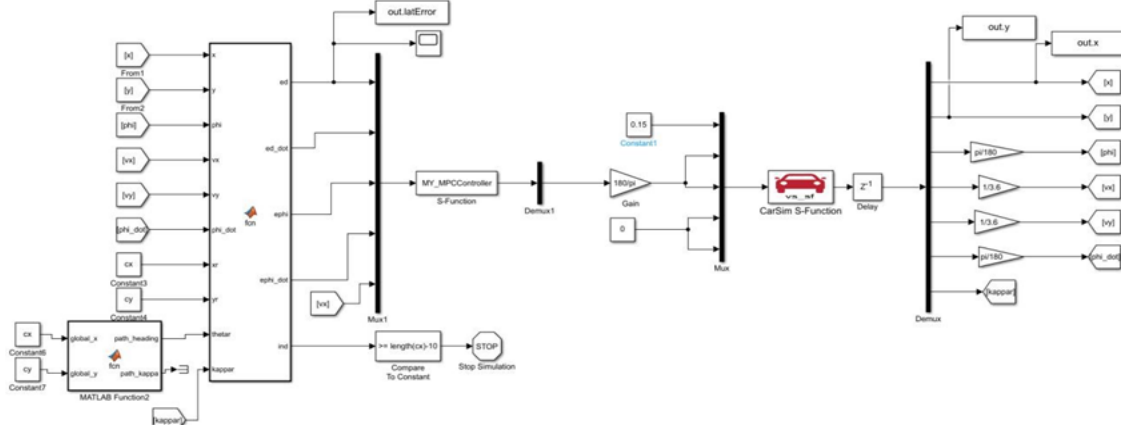 out.latError
[x]
From1
[y]
From2
[phi]
[vx]
[vy]
[phi_dot]
cx
Constant3
cy
Constant4
cx
Constant6
cy
Constant7
global_x
global_y
path_heading
path_kappa
fcn
MATLAB Function2
[kappar]
x
y
phi
vx
vy
phi_dot
xr
yr
thetar
kappar
fcn
ed
ed_dot
ephi
ephi_dot
ind
[vx]
Mux1
>= length(cx)-10
Compare
To Constant
STOP
Stop Simulation
MY_MPCController
S-Function
Demux1
180/pi
Gain
0.15
Constant1
0
Mux
CarSim S-Function
z-1
Delay
Demux
out.y
out.x
[x]
[y]
pi/180
[phi]
1/3.6
[vx]
1/3.6
[vy]
pi/180
[phi_dot]
[kappar]